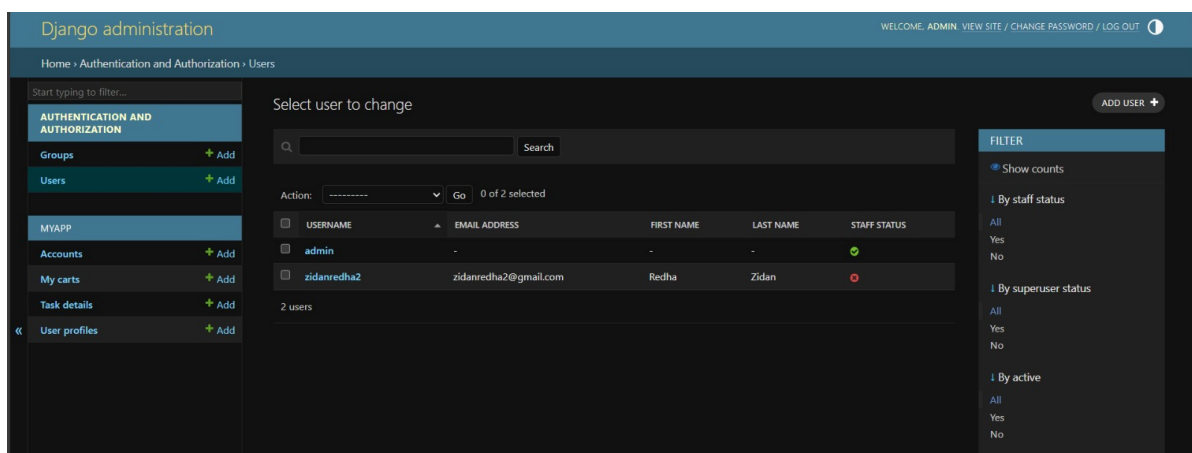 Django administration
WELCOME, ADMIN. VIEW SITE / CHANGE PASSWORD / LOG OUT
Home › Authentication and Authorization › Users
Start typing to filter...
AUTHENTICATION AND
AUTHORIZATION
Groups + Add
Users + Add
MYAPP
Accounts + Add
My carts + Add
Task details + Add
« User profiles + Add
Select user to change
ADD USER +
Search
Action: --------- Go 0 of 2 selected
USERNAME EMAIL ADDRESS FIRST NAME LAST NAME STAFF STATUS
admin - - -
zidanredha2 zidanredha2@gmail.com Redha Zidan
2 users
FILTER
Show counts
↓ By staff status
All
Yes
No
↓ By superuser status
All
Yes
No
↓ By active
All
Yes
No